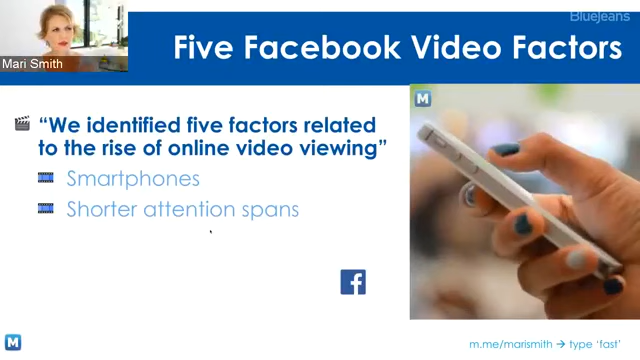 BlueJeans
Five Facebook Video Factors
Mari Smith
“We identified five factors related
to the rise of online video viewing”
Smartphones
Shorter attention spans
m.me/marismith → type ‘fast’